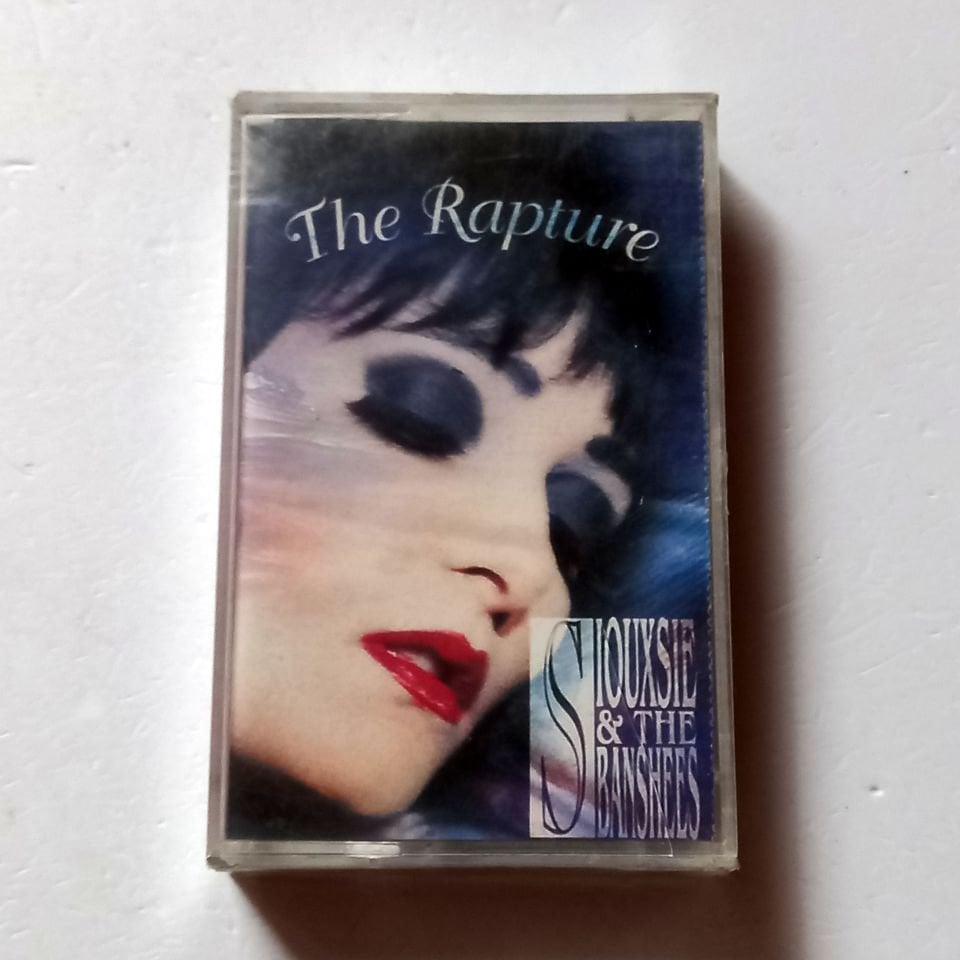 The Rapture
SIOUXSIE
& THE
BANSHEES